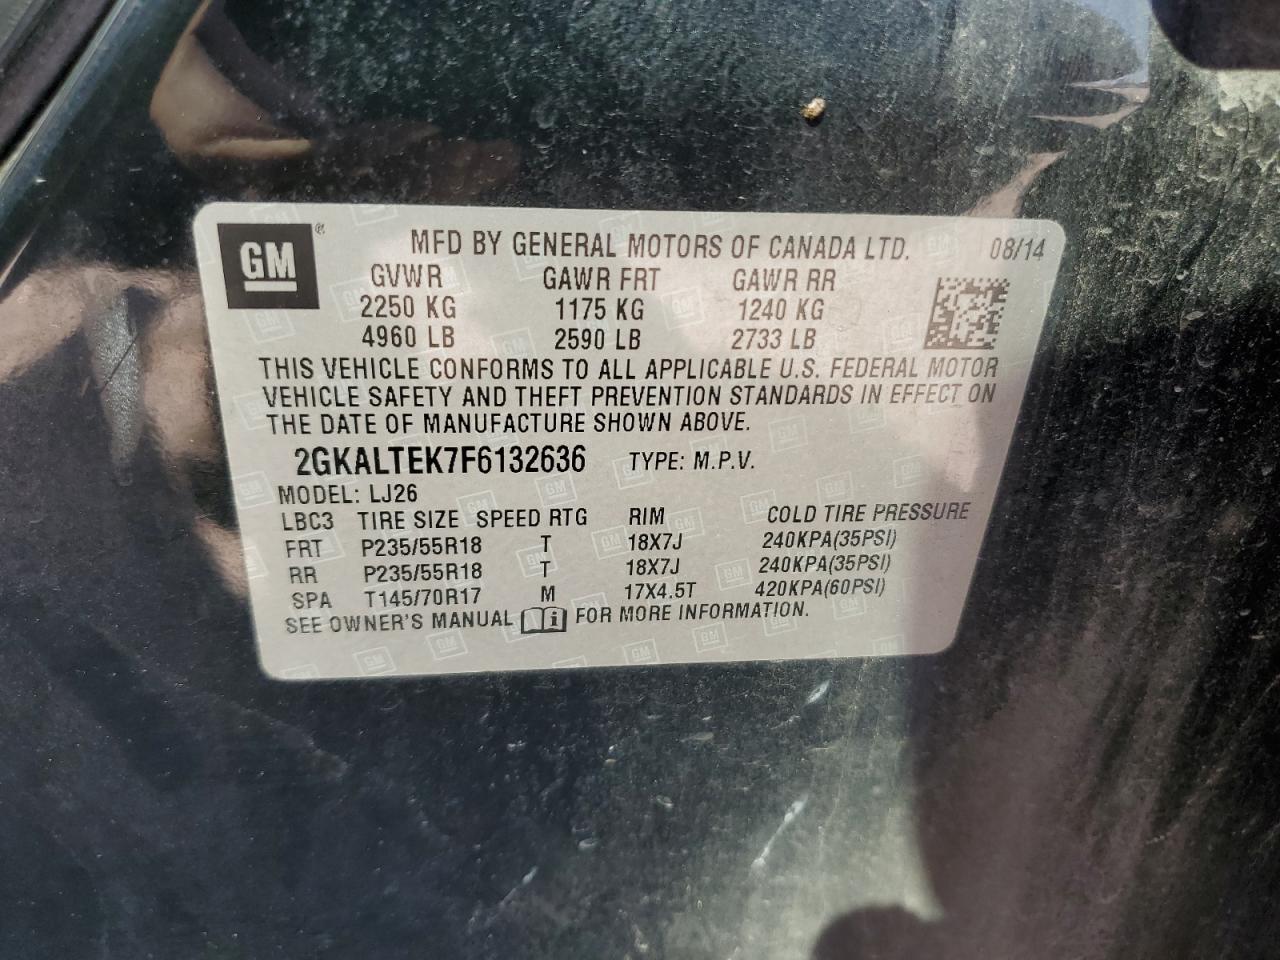 GM ® MFD BY GENERAL MOTORS OF CANADA LTD. 08/14
GVWR GAWR FRT GAWR RR
2250 KG 1175 KG 1240 KG
4960 LB 2590 LB 2733 LB
THIS VEHICLE CONFORMS TO ALL APPLICABLE U.S. FEDERAL MOTOR
VEHICLE SAFETY AND THEFT PREVENTION STANDARDS IN EFFECT ON
THE DATE OF MANUFACTURE SHOWN ABOVE.
2GKALTEK7F6132636 TYPE: M.P.V.
MODEL: LJ26
LBC3 TIRE SIZE SPEED RTG RIM COLD TIRE PRESSURE
FRT P235/55R18 T 18X7J 240KPA(35PSI)
RR P235/55R18 T 18X7J 240KPA(35PSI)
SPA T145/70R17 M 17X4.5T 420KPA(60PSI)
SEE OWNER'S MANUAL i FOR MORE INFORMATION.